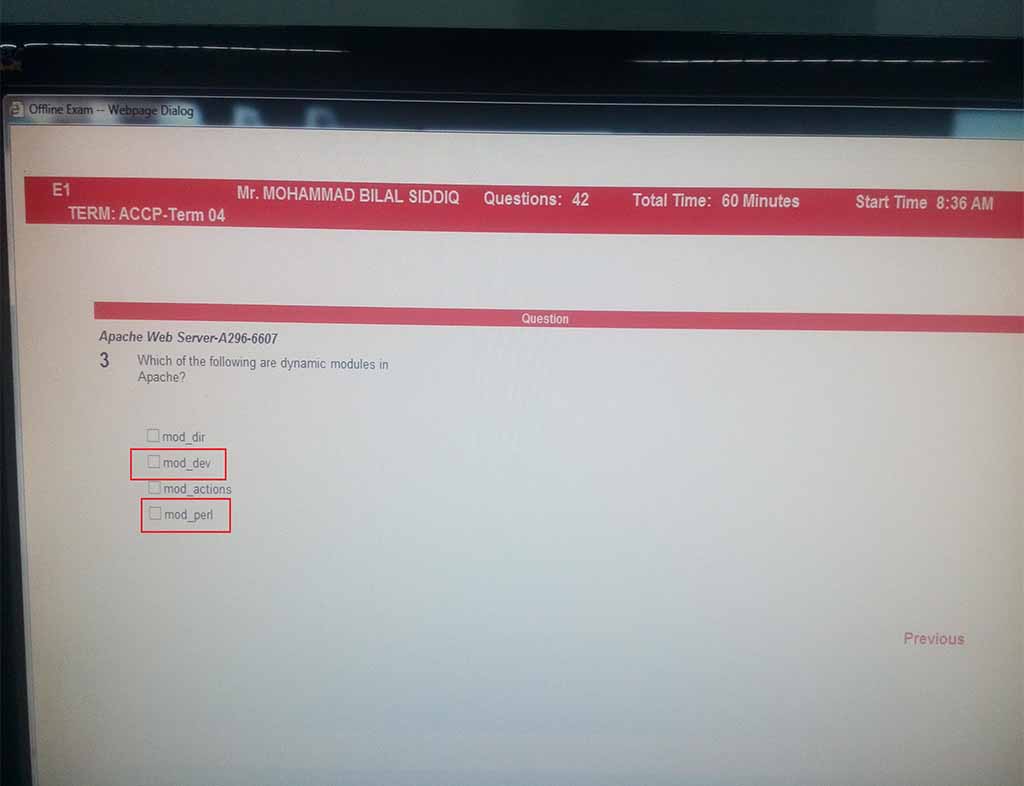 Offline Exam -- Webpage Dialog
E1 Mr. MOHAMMAD BILAL SIDDIQ Questions: 42 Total Time: 60 Minutes Start Time 8:36 AM
TERM: ACCP-Term 04
Question
Apache Web Server-A296-6607
3 Which of the following are dynamic modules in
Apache?
mod_dir
mod_dev
mod_actions
mod_perl
Previous